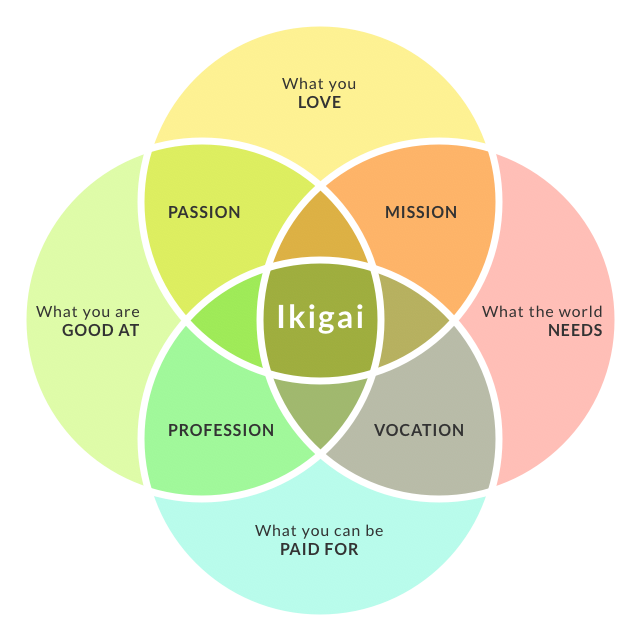 What you
LOVE
PASSION
MISSION
What you are
GOOD AT
Ikigai
What the world
NEEDS
PROFESSION
VOCATION
What you can be
PAID FOR